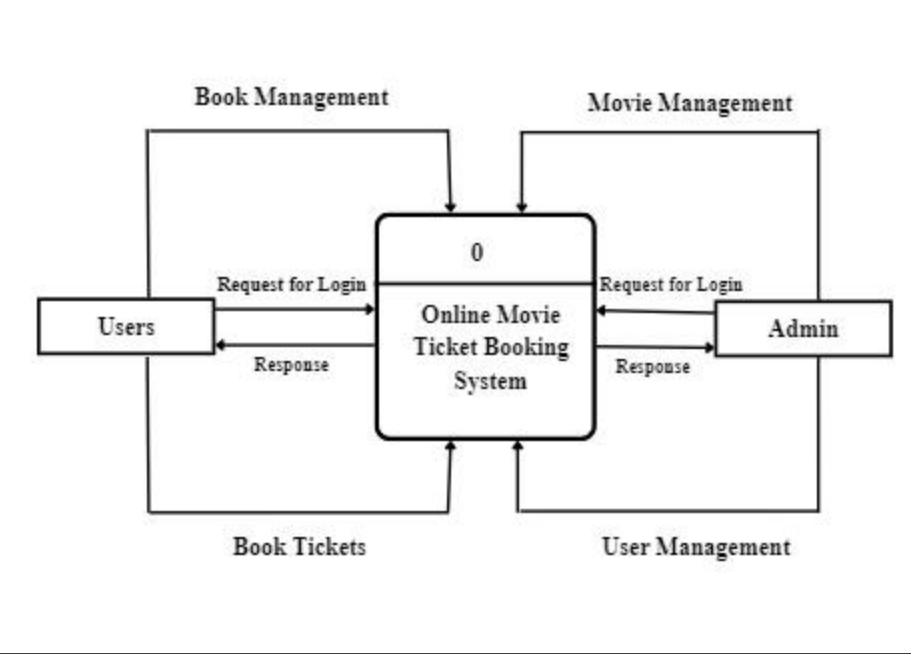 Book Management
Movie Management
0
Request for Login
Request for Login
Users
Online Movie
Ticket Booking
System
Admin
Response
Response
Book Tickets
User Management